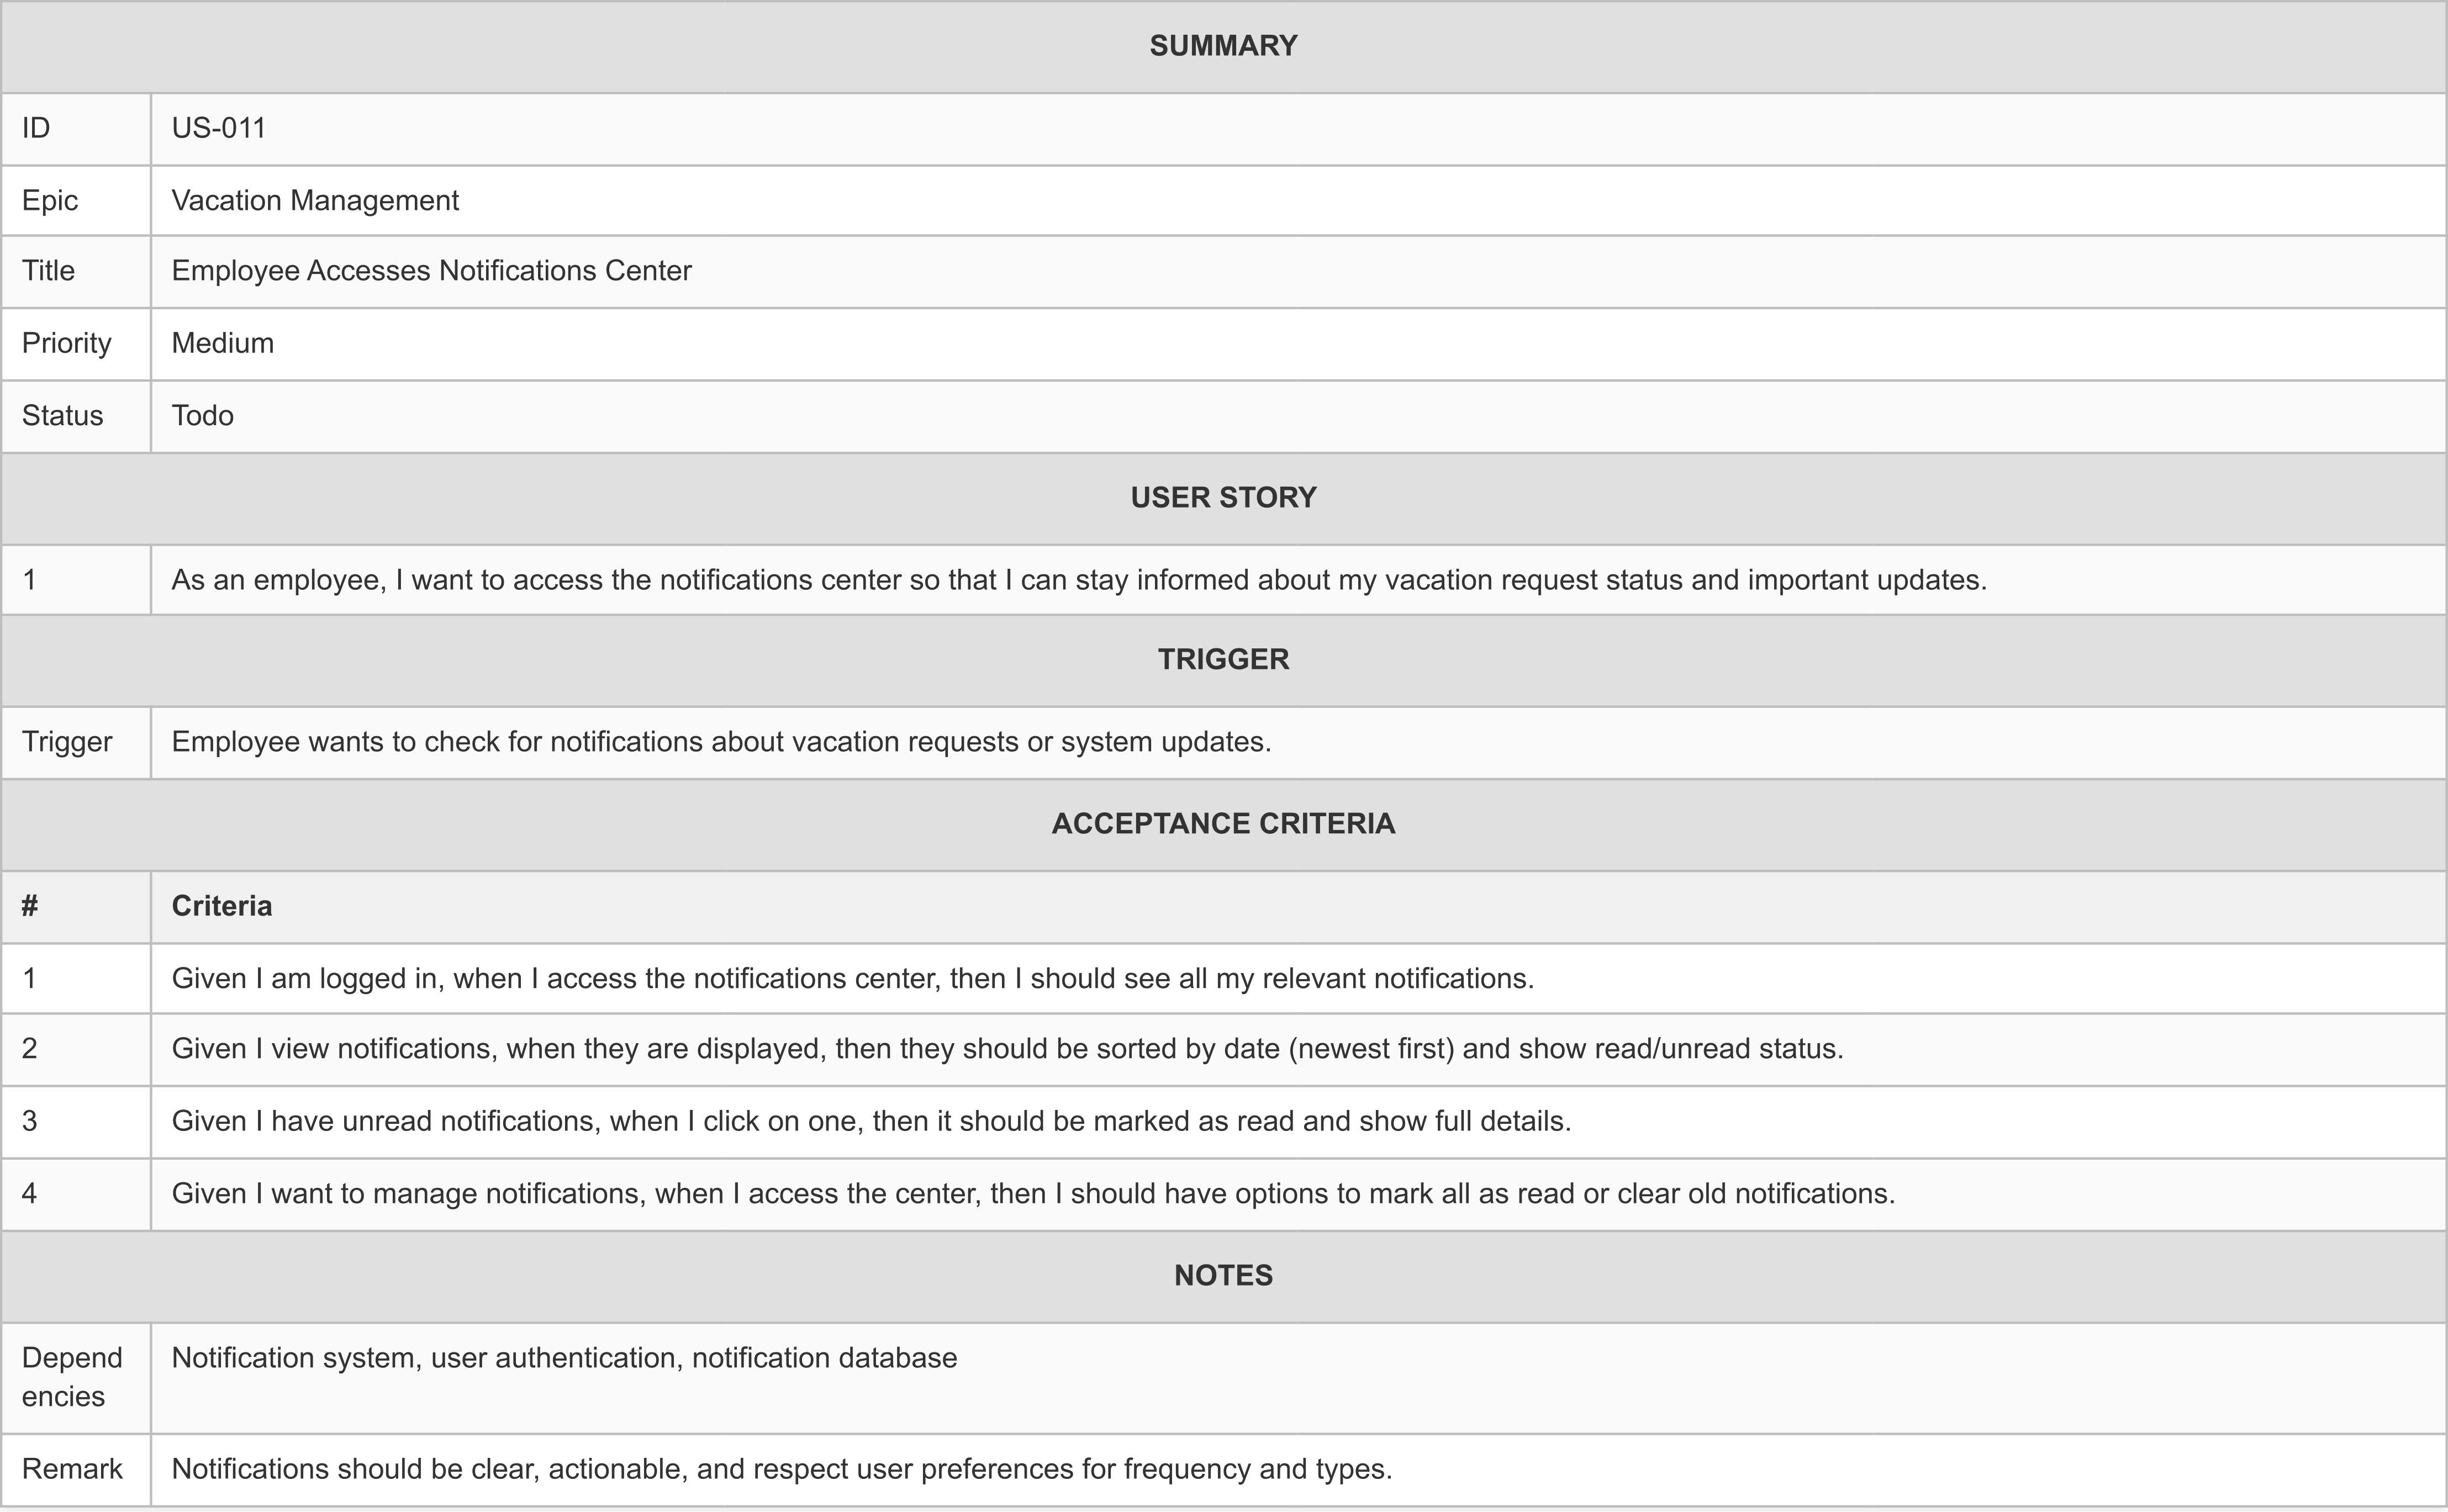 SUMMARY
ID US-011
Epic Vacation Management
Title Employee Accesses Notifications Center
Priority Medium
Status Todo
USER STORY
1 As an employee, I want to access the notifications center so that I can stay informed about my vacation request status and important updates.
TRIGGER
Trigger Employee wants to check for notifications about vacation requests or system updates.
ACCEPTANCE CRITERIA
# Criteria
1 Given I am logged in, when I access the notifications center, then I should see all my relevant notifications.
2 Given I view notifications, when they are displayed, then they should be sorted by date (newest first) and show read/unread status.
3 Given I have unread notifications, when I click on one, then it should be marked as read and show full details.
4 Given I want to manage notifications, when I access the center, then I should have options to mark all as read or clear old notifications.
NOTES
Depend Notification system, user authentication, notification database
encies
Remark Notifications should be clear, actionable, and respect user preferences for frequency and types.